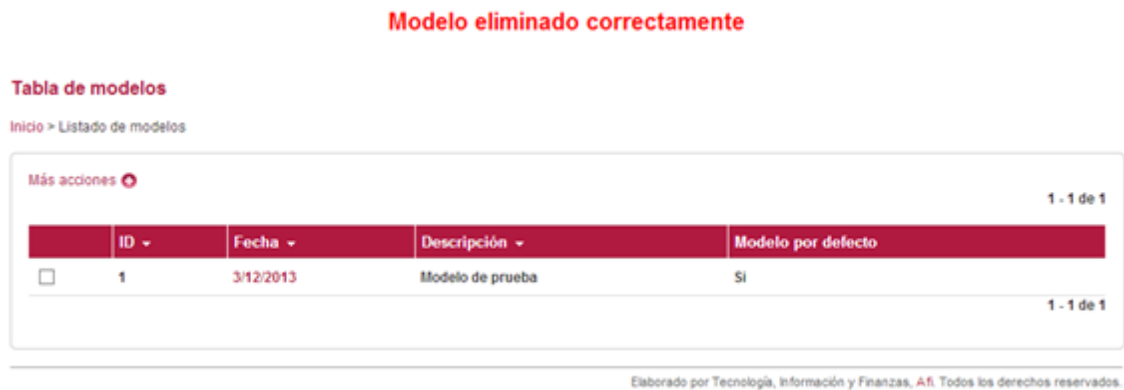 Modelo eliminado correctamente
Tabla de modelos
Inicio > Listado de modelos
Más acciones
1 - 1 de 1
ID Fecha Descripción Modelo por defecto
1 3/12/2013 Modelo de prueba Sí
1 - 1 de 1
Elaborado por Tecnología, Información y Finanzas, Afi. Todos los derechos reservados.